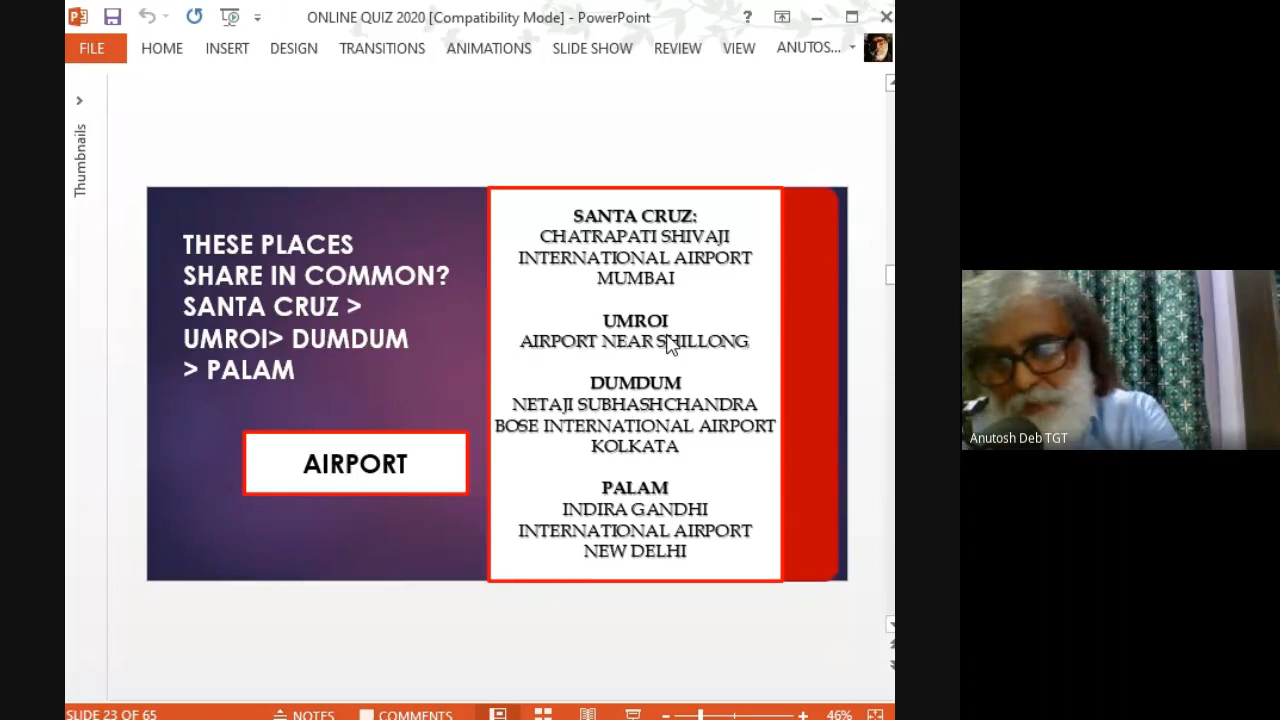 ONLINE QUIZ 2020 [Compatibility Mode] - PowerPoint
?
FILE HOME INSERT DESIGN TRANSITIONS ANIMATIONS SLIDE SHOW REVIEW VIEW ANUTOS...
Thumbnails
THESE PLACES
SHARE IN COMMON?
SANTA CRUZ >
UMROI> DUMDUM
> PALAM
AIRPORT
SANTA CRUZ:
CHATRAPATI SHIVAJI
INTERNATIONAL AIRPORT
MUMBAI
UMROI
AIRPORT NEAR SHILLONG
DUMDUM
NETAJI SUBHASH CHANDRA
BOSE INTERNATIONAL AIRPORT
KOLKATA
PALAM
INDIRA GANDHI
INTERNATIONAL AIRPORT
NEW DELHI
Anutosh Deb TGT
SLIDE 23 OF 65 NOTES COMMENTS 46%